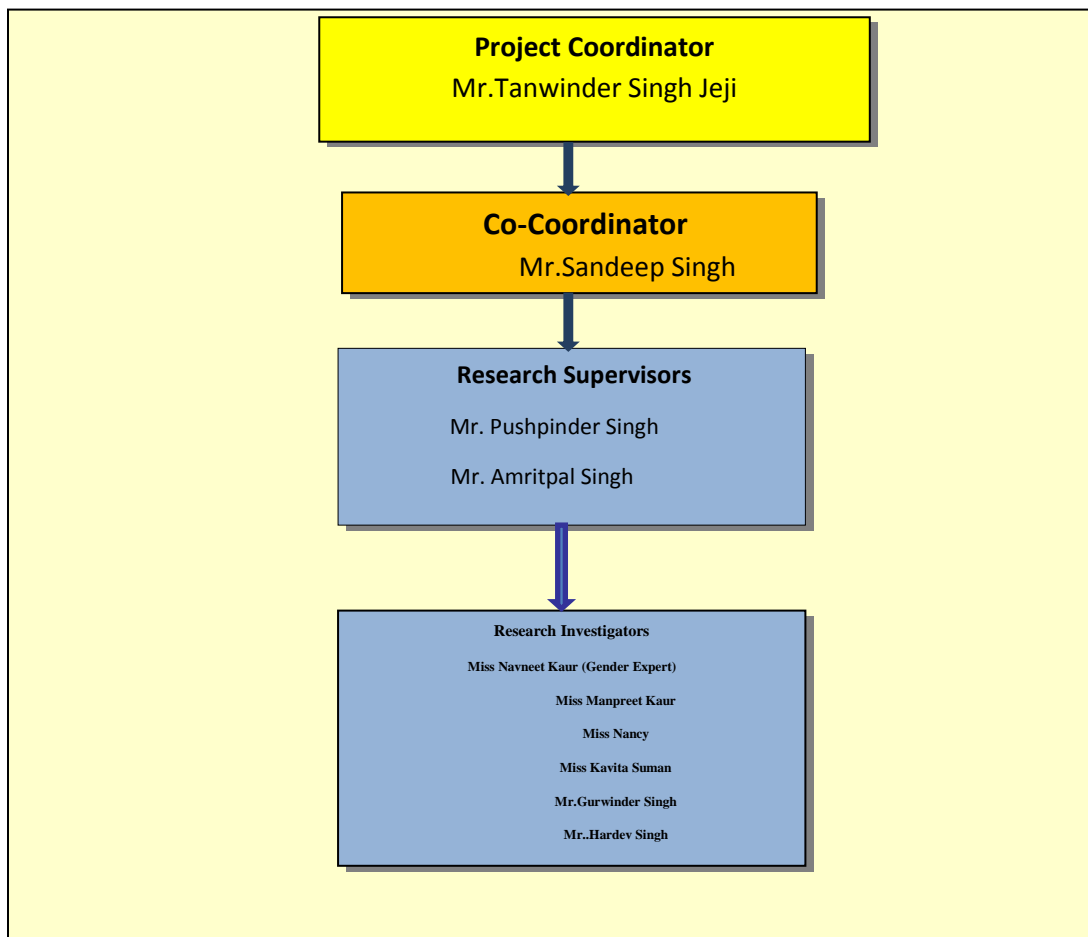 Project Coordinator
Mr.Tanwinder Singh Jeji
Co-Coordinator
Mr.Sandeep Singh
Research Supervisors
Mr. Pushpinder Singh
Mr. Amritpal Singh
Research Investigators
Miss Navneet Kaur (Gender Expert)
Miss Manpreet Kaur
Miss Nancy
Miss Kavita Suman
Mr.Gurwinder Singh
Mr..Hardev Singh